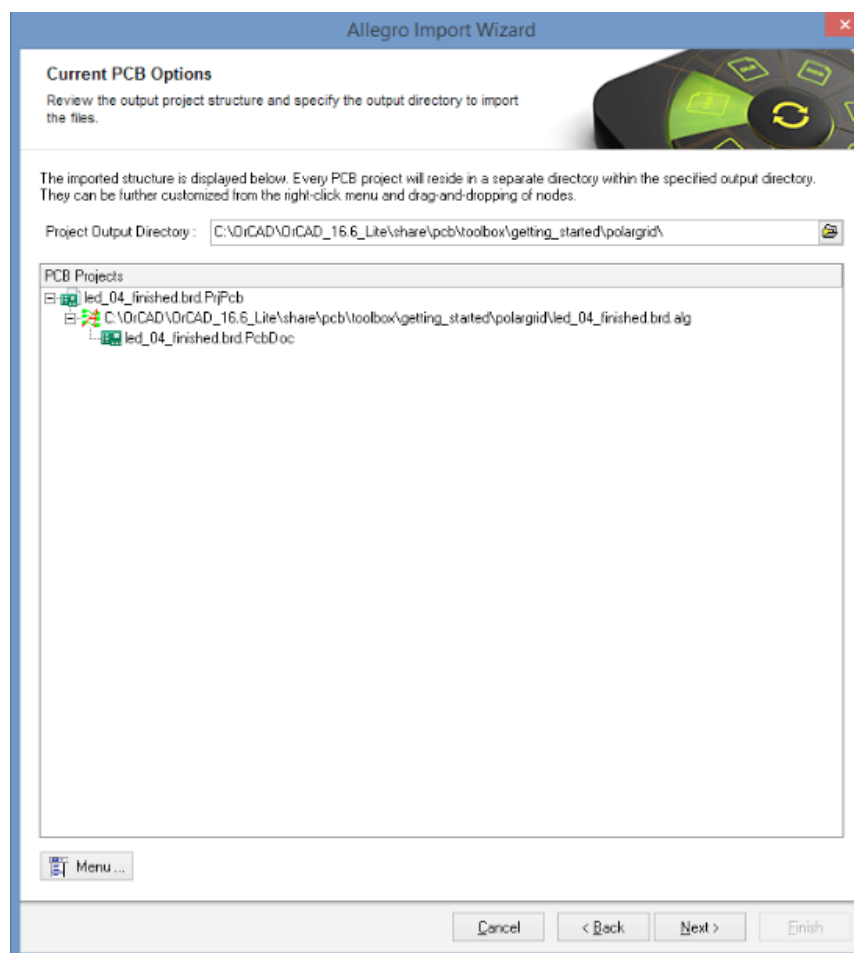 Allegro Import Wizard
Current PCB Options
Review the output project structure and specify the output directory to import
the files.
The imported structure is displayed below. Every PCB project will reside in a separate directory within the specified output directory.
They can be further customized from the right-click menu and drag-and-dropping of nodes.
Project Output Directory : C:\OrCAD\OrCAD_16.6_Lite\share\pcb\toolbox\getting_started\polargrid\
PCB Projects
led_04_finished.brd.PrjPcb
C:\OrCAD\OrCAD_16.6_Lite\share\pcb\toolbox\getting_started\polargrid\led_04_finished.brd.alg
led_04_finished.brd.PcbDoc
Menu ...
Cancel < Back Next > Finish